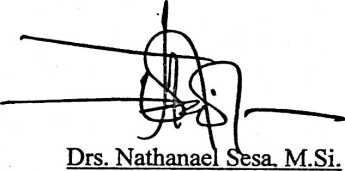 Drs. Nathanael Sesa, M.Si.